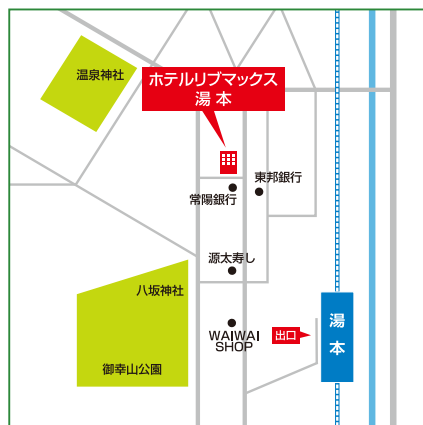 温泉神社
ホテルリブマックス
湯本
東邦銀行
常陽銀行
源太寿し
八坂神社
WAIWAI
SHOP
出口
湯本
御幸山公園